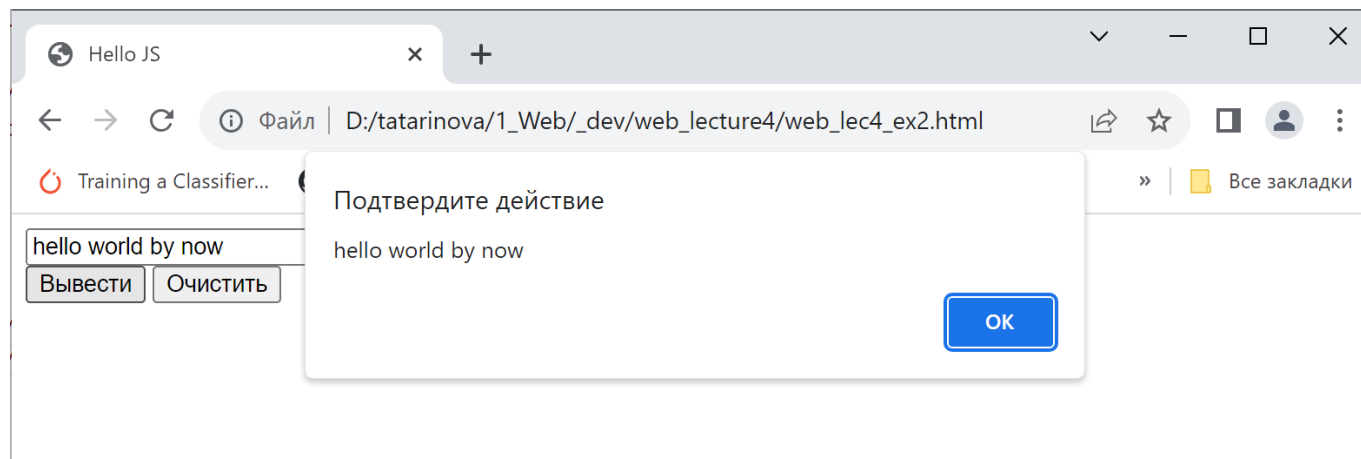 Hello JS
Файл D:/tatarinova/1_Web/_dev/web_lecture4/web_lec4_ex2.html
Training a Classifier... » Все закладки
Подтвердите действие
hello world by now
hello world by now
Вывести Очистить
ОК